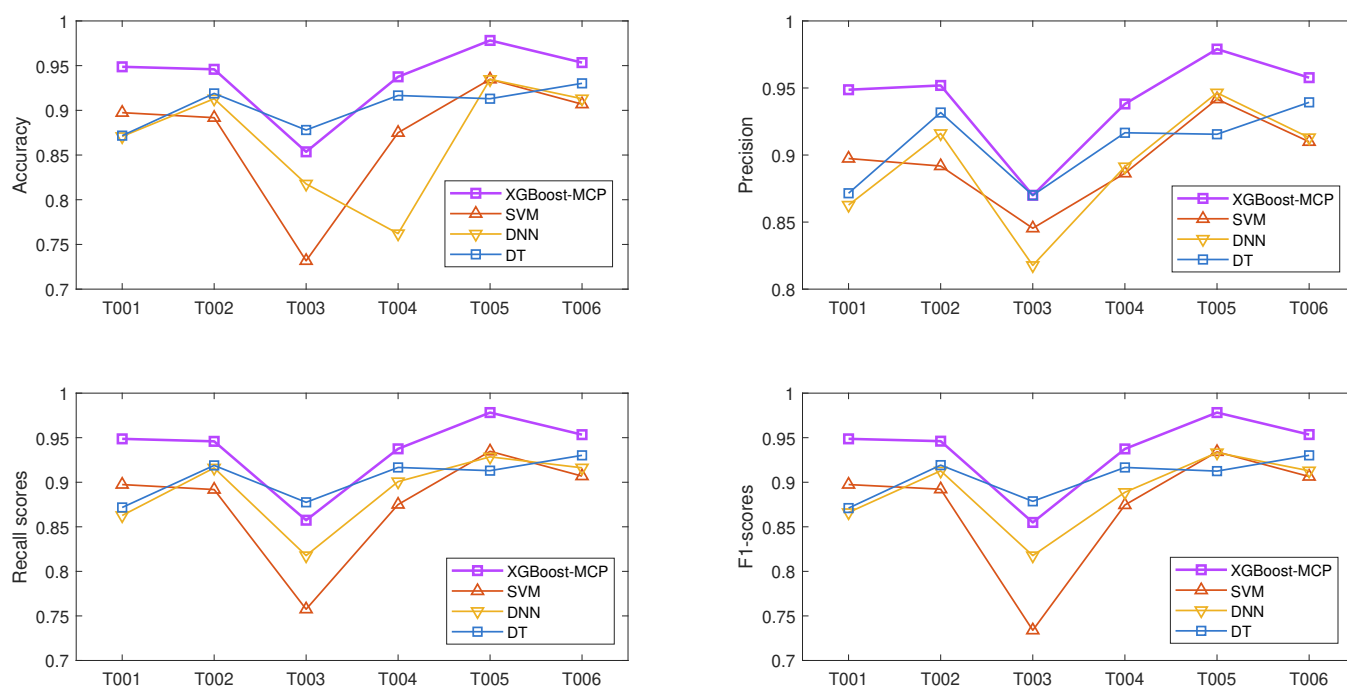 Accuracy
1
0.95
0.9
0.85
0.8
0.75
0.7
T001 T002 T003 T004 T005 T006
XGBoost-MCP
SVM
DNN
DT
Precision
1
0.95
0.9
0.85
0.8
T001 T002 T003 T004 T005 T006
XGBoost-MCP
SVM
DNN
DT
Recall scores
1
0.95
0.9
0.85
0.8
0.75
0.7
T001 T002 T003 T004 T005 T006
XGBoost-MCP
SVM
DNN
DT
F1-scores
1
0.95
0.9
0.85
0.8
0.75
0.7
T001 T002 T003 T004 T005 T006
XGBoost-MCP
SVM
DNN
DT